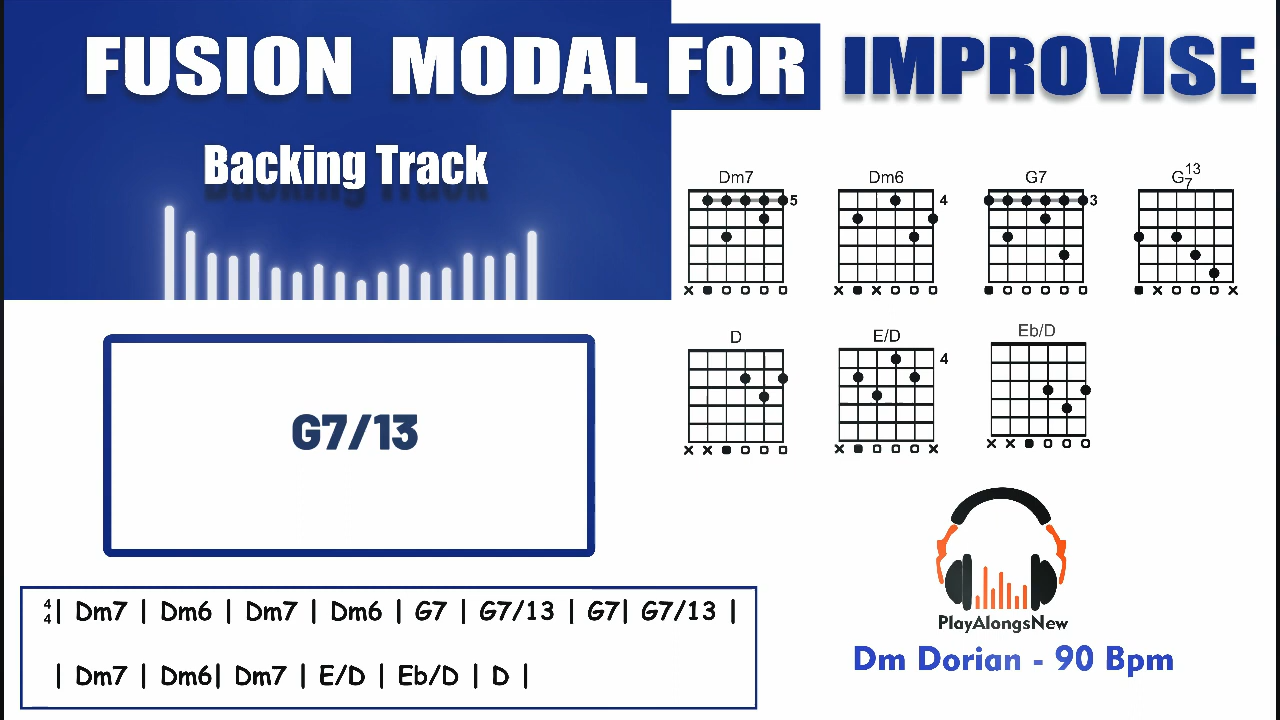 FUSION MODAL FOR IMPROVISE
Backing Track
Dm7 Dm6 G7 G7 13
5 4 3
x x x x x
D E/D Eb/D
4
x x x x x x
G7/13
4/4 | Dm7 | Dm6 | Dm7 | Dm6 | G7 | G7/13 | G7| G7/13 |
| Dm7 | Dm6| Dm7 | E/D | Eb/D | D |
PlayAlongsNew
Dm Dorian - 90 Bpm